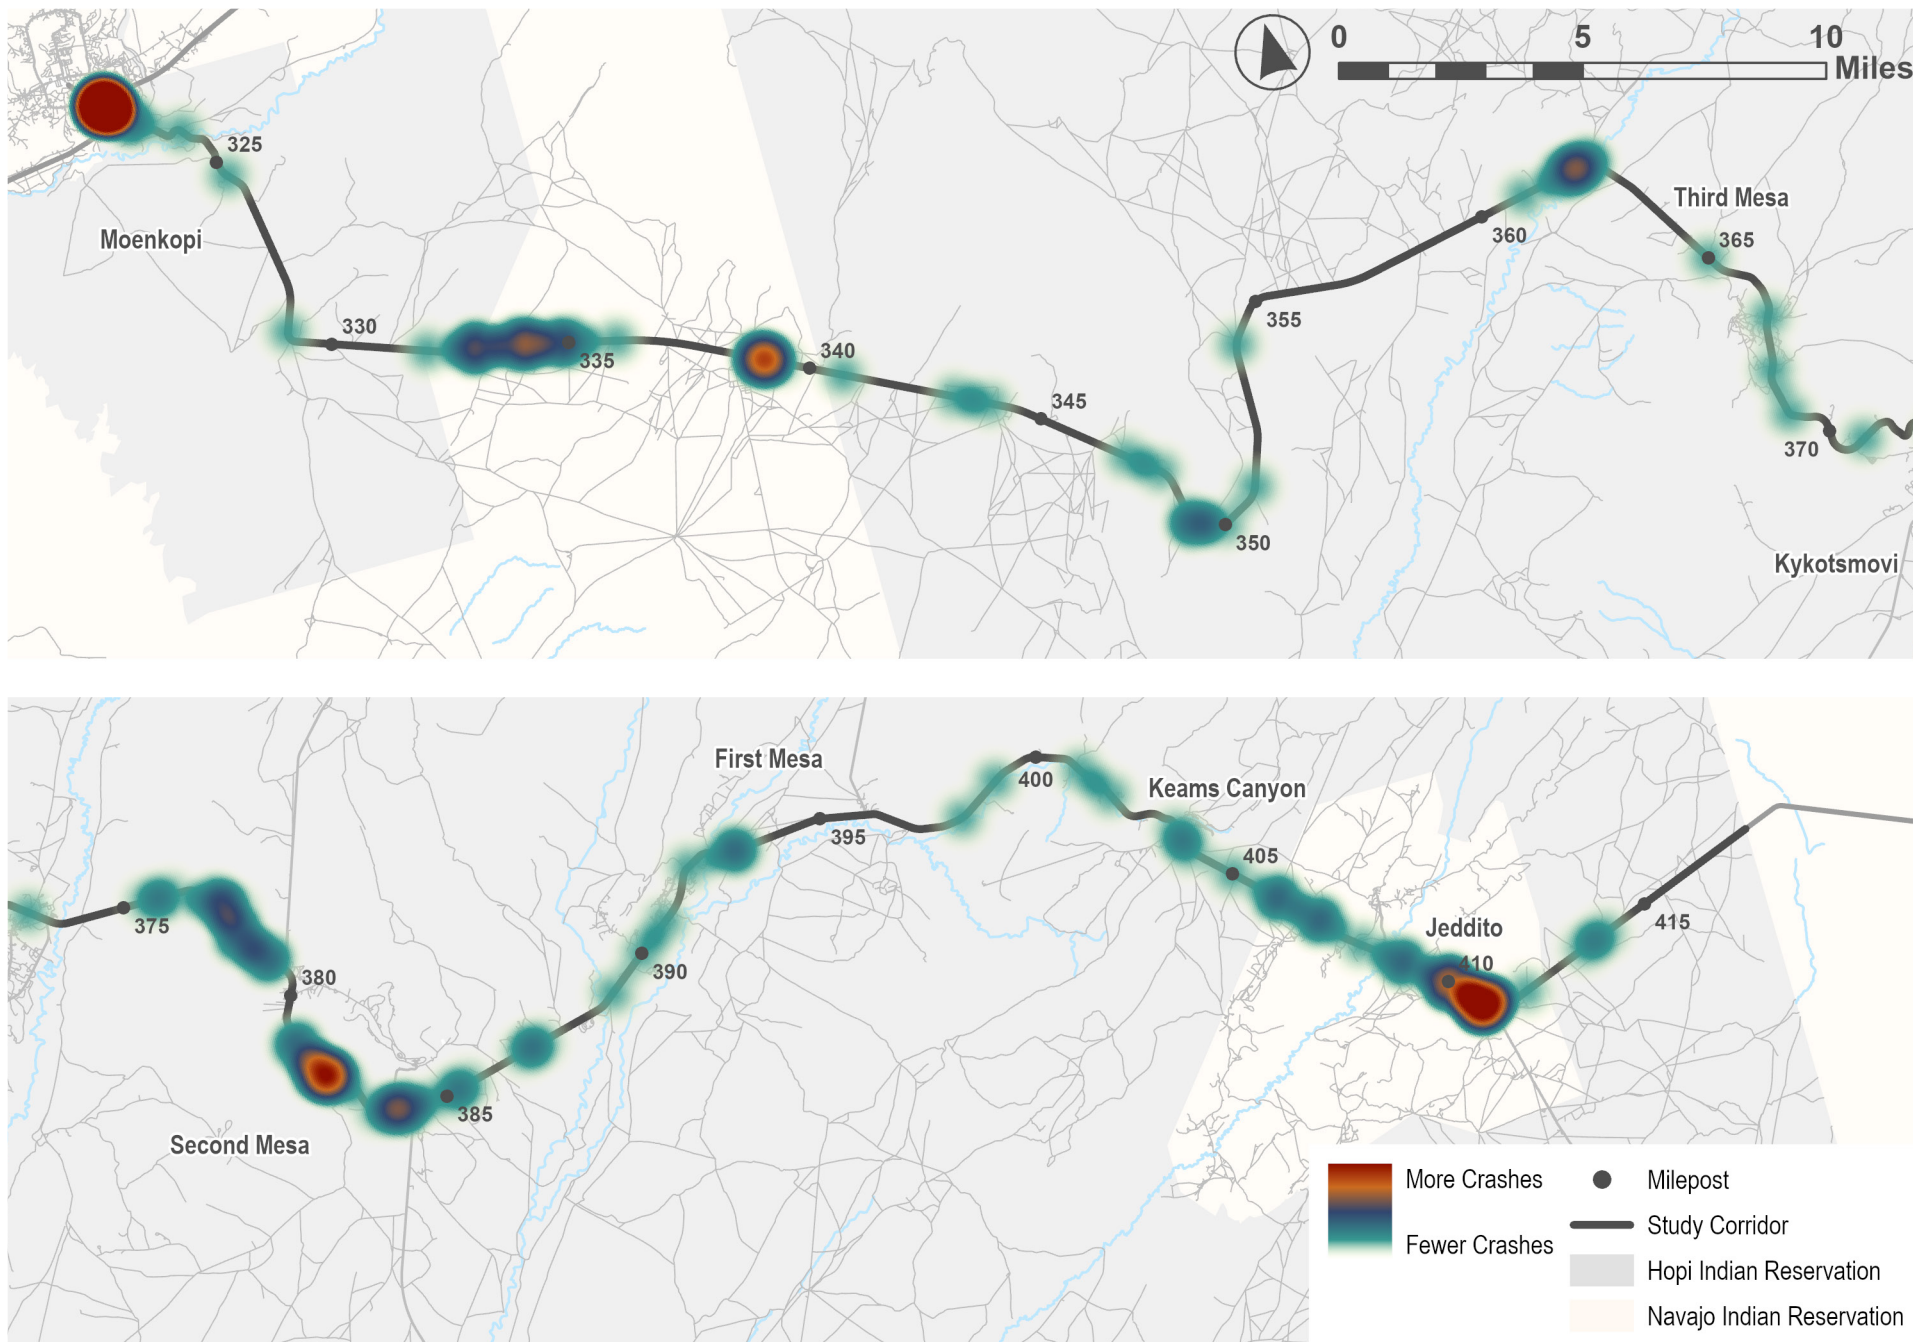 0 5 10
Miles
325
Third Mesa
Moenkopi
360
365
330
335
340
355
345
370
350
Kykotsmovi
First Mesa
400
Keams Canyon
395
405
375
Jeddito
415
380
390
410
385
Second Mesa
More Crashes
Fewer Crashes
Milepost
Study Corridor
Hopi Indian Reservation
Navajo Indian Reservation